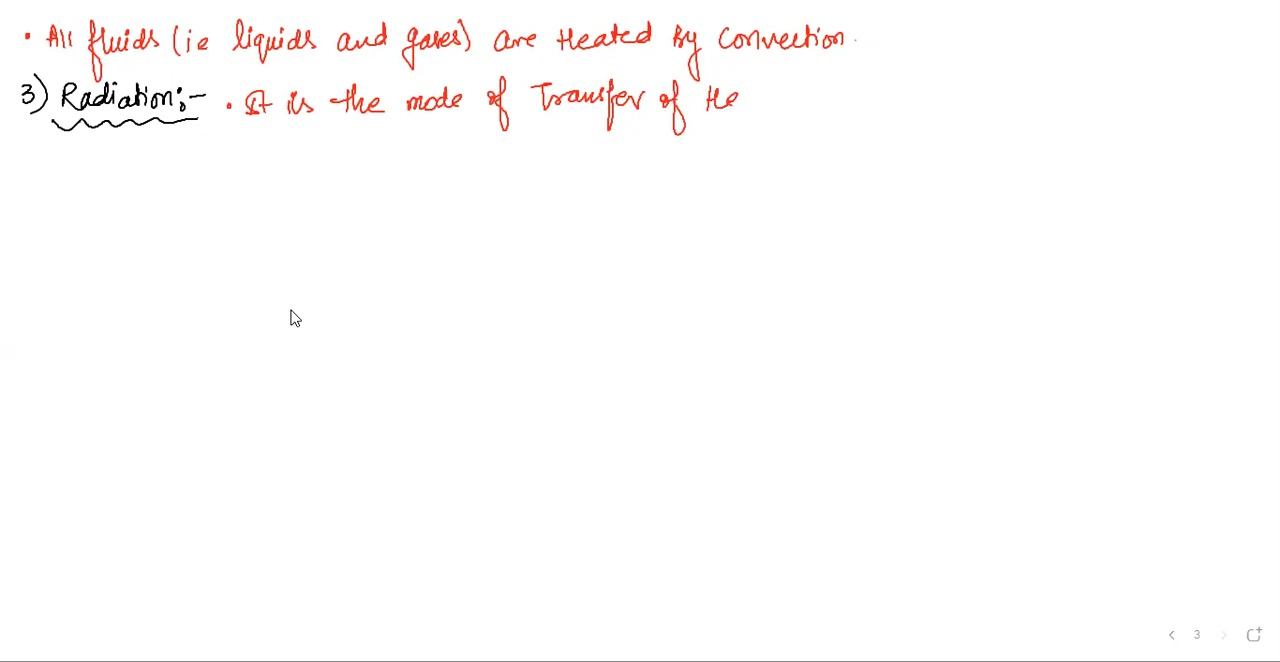 • All fluids (ie liquids and gases) are Heated By Convection.
3) Radiation:- • It is the mode of Transfer of He
3